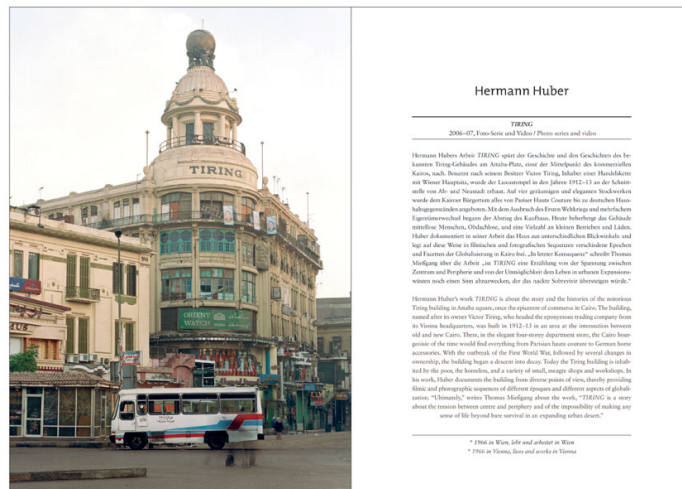 TIRING
ORIENT
WATCH
Hermann Huber
TIRING
2006–07, Foto-Serie und Video / Photo series and video
Hermann Hubers Arbeit TIRING spürt der Geschichte und den Geschichten des be-
kannten Tiring-Gebäudes am Ataba-Platz, einst der Mittelpunkt des kommerziellen
Kairos, nach. Benannt nach seinem Besitzer Victor Tiring, Inhaber einer Handelskette
mit Wiener Hauptsitz, wurde der Luxustempel in den Jahren 1912–13 an der Schnitt-
stelle von Alt- und Neustadt erbaut. Auf vier geräumigen und eleganten Stockwerken
wurde dem Kairoer Bürgertum alles von Pariser Haute Couture bis zu deutschen Haus-
haltsgegenständen angeboten. Mit dem Ausbruch des Ersten Weltkriegs und mehrfachem
Eigentümerwechsel begann der Abstieg des Kaufhaus. Heute beherbergt das Gebäude
mittellose Menschen, Obdachlose, und eine Vielzahl an kleinen Betrieben und Läden.
Huber dokumentiert in seiner Arbeit das Haus aus unterschiedlichen Blickwinkeln und
legt auf diese Weise in filmischen und fotografischen Sequenzen verschiedene Epochen
und Facetten der Globalisierung in Kairo frei. „In letzter Konsequenz“ schreibt Thomas
Mießgang über die Arbeit „ist TIRING eine Erzählung von der Spannung zwischen
Zentrum und Peripherie und von der Unmöglichkeit dem Leben in urbanen Expansions-
wüsten noch einen Sinn abzuzwecken, der das nackte Sobrevivir übersteigen würde.“
Hermann Huber's work TIRING is about the story and the histories of the notorious
Tiring building in Ataba square, once the epicentre of commerce in Cairo. The building,
named after its owner Victor Tiring, who headed the eponymous trading company from
its Vienna headquarters, was built in 1912–13 in an area at the intersection between
old and new Cairo. There, in the elegant four-storey department store, the Cairo bour-
geoisie of the time would find everything from Parisian haute couture to German home
accessories. With the outbreak of the First World War, followed by several changes in
ownership, the building began a descent into decay. Today the Tiring building is inhab-
ited by the poor, the homeless, and a variety of small, meagre shops and workshops. In
his work, Huber documents the building from diverse points of view, thereby providing
filmic and photographic sequences of different époques and different aspects of globali-
zation. “Ultimately,” writes Thomas Mießgang about the work, “TIRING is a story
about the tension between centre and periphery and of the impossibility of making any
sense of life beyond bare survival in an expanding urban desert.”
* 1966 in Wien, lebt und arbeitet in Wien
* 1966 in Vienna, lives and works in Vienna